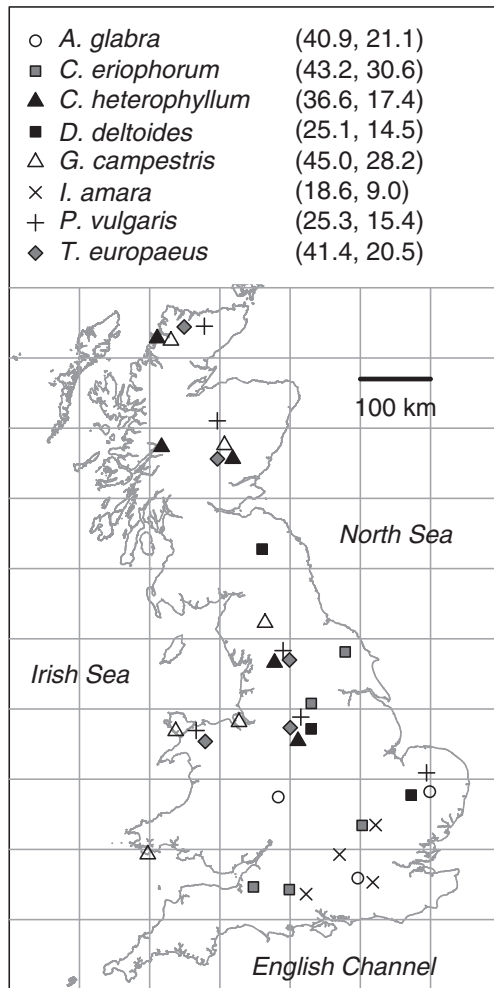 A. glabra (40.9, 21.1)
C. eriophorum (43.2, 30.6)
C. heterophyllum (36.6, 17.4)
D. deltoides (25.1, 14.5)
G. campestris (45.0, 28.2)
I. amara (18.6, 9.0)
P. vulgaris (25.3, 15.4)
T. europaeus (41.4, 20.5)
100 km
North Sea
Irish Sea
English Channel